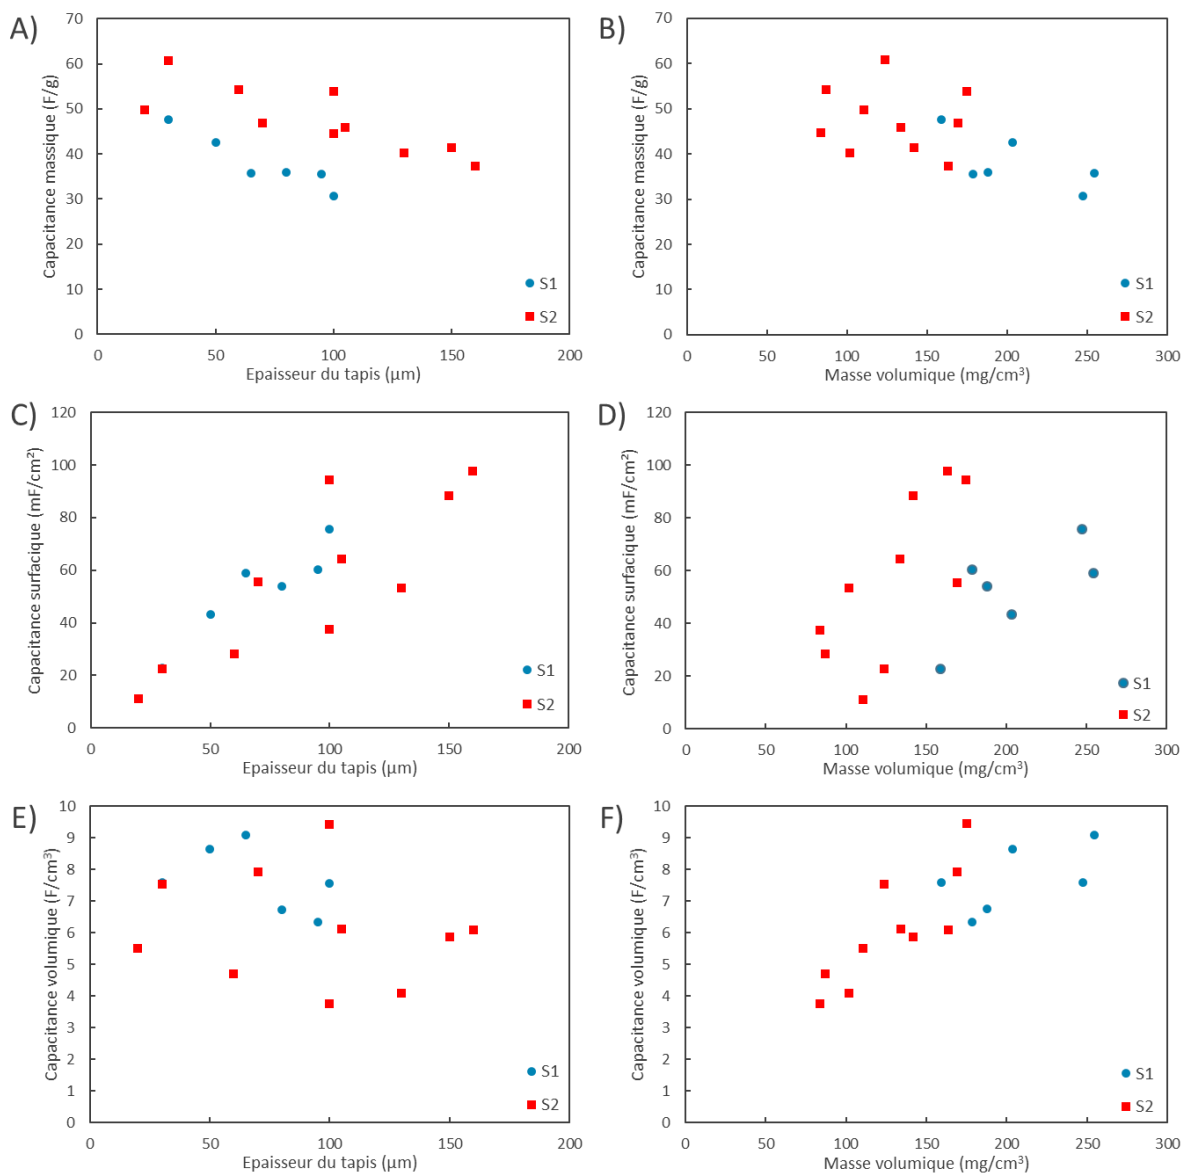 A)
Capacitance massique (F/g)
70
60
50
40
30
20
10
0
0 50 100 150 200
Epaisseur du tapis (µm)
S1
S2
B)
Capacitance massique (F/g)
70
60
50
40
30
20
10
0
0 50 100 150 200 250 300
Masse volumique (mg/cm³)
S1
S2
C)
Capacitance surfacique (mF/cm²)
120
100
80
60
40
20
0
0 50 100 150 200
Epaisseur du tapis (µm)
S1
S2
D)
Capacitance surfacique (mF/cm²)
120
100
80
60
40
20
0
0 50 100 150 200 250 300
Masse volumique (mg/cm³)
S1
S2
E)
Capacitance volumique (F/cm³)
10
9
8
7
6
5
4
3
2
1
0
0 50 100 150 200
Epaisseur du tapis (µm)
S1
S2
F)
Capacitance volumique (F/cm³)
10
9
8
7
6
5
4
3
2
1
0
0 50 100 150 200 250 300
Masse volumique (mg/cm³)
S1
S2